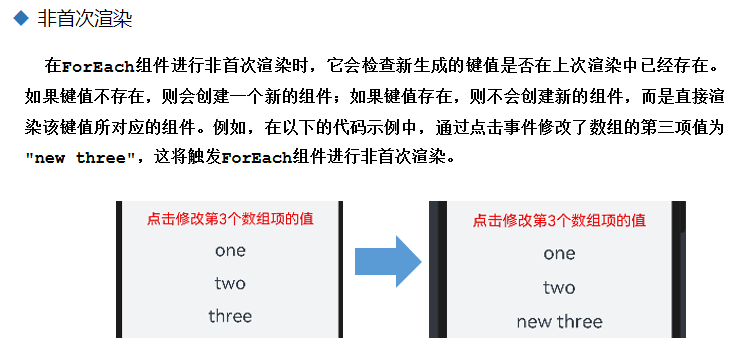 ◆ 非首次渲染
在ForEach组件进行非首次渲染时，它会检查新生成的键值是否在上次渲染中已经存在。
如果键值不存在，则会创建一个新的组件；如果键值存在，则不会创建新的组件，而是直接渲
染该键值所对应的组件。例如，在以下的代码示例中，通过点击事件修改了数组的第三项值为
"new three"，这将触发ForEach组件进行非首次渲染。
点击修改第3个数组项的值
one
two
three
点击修改第3个数组项的值
one
two
new three